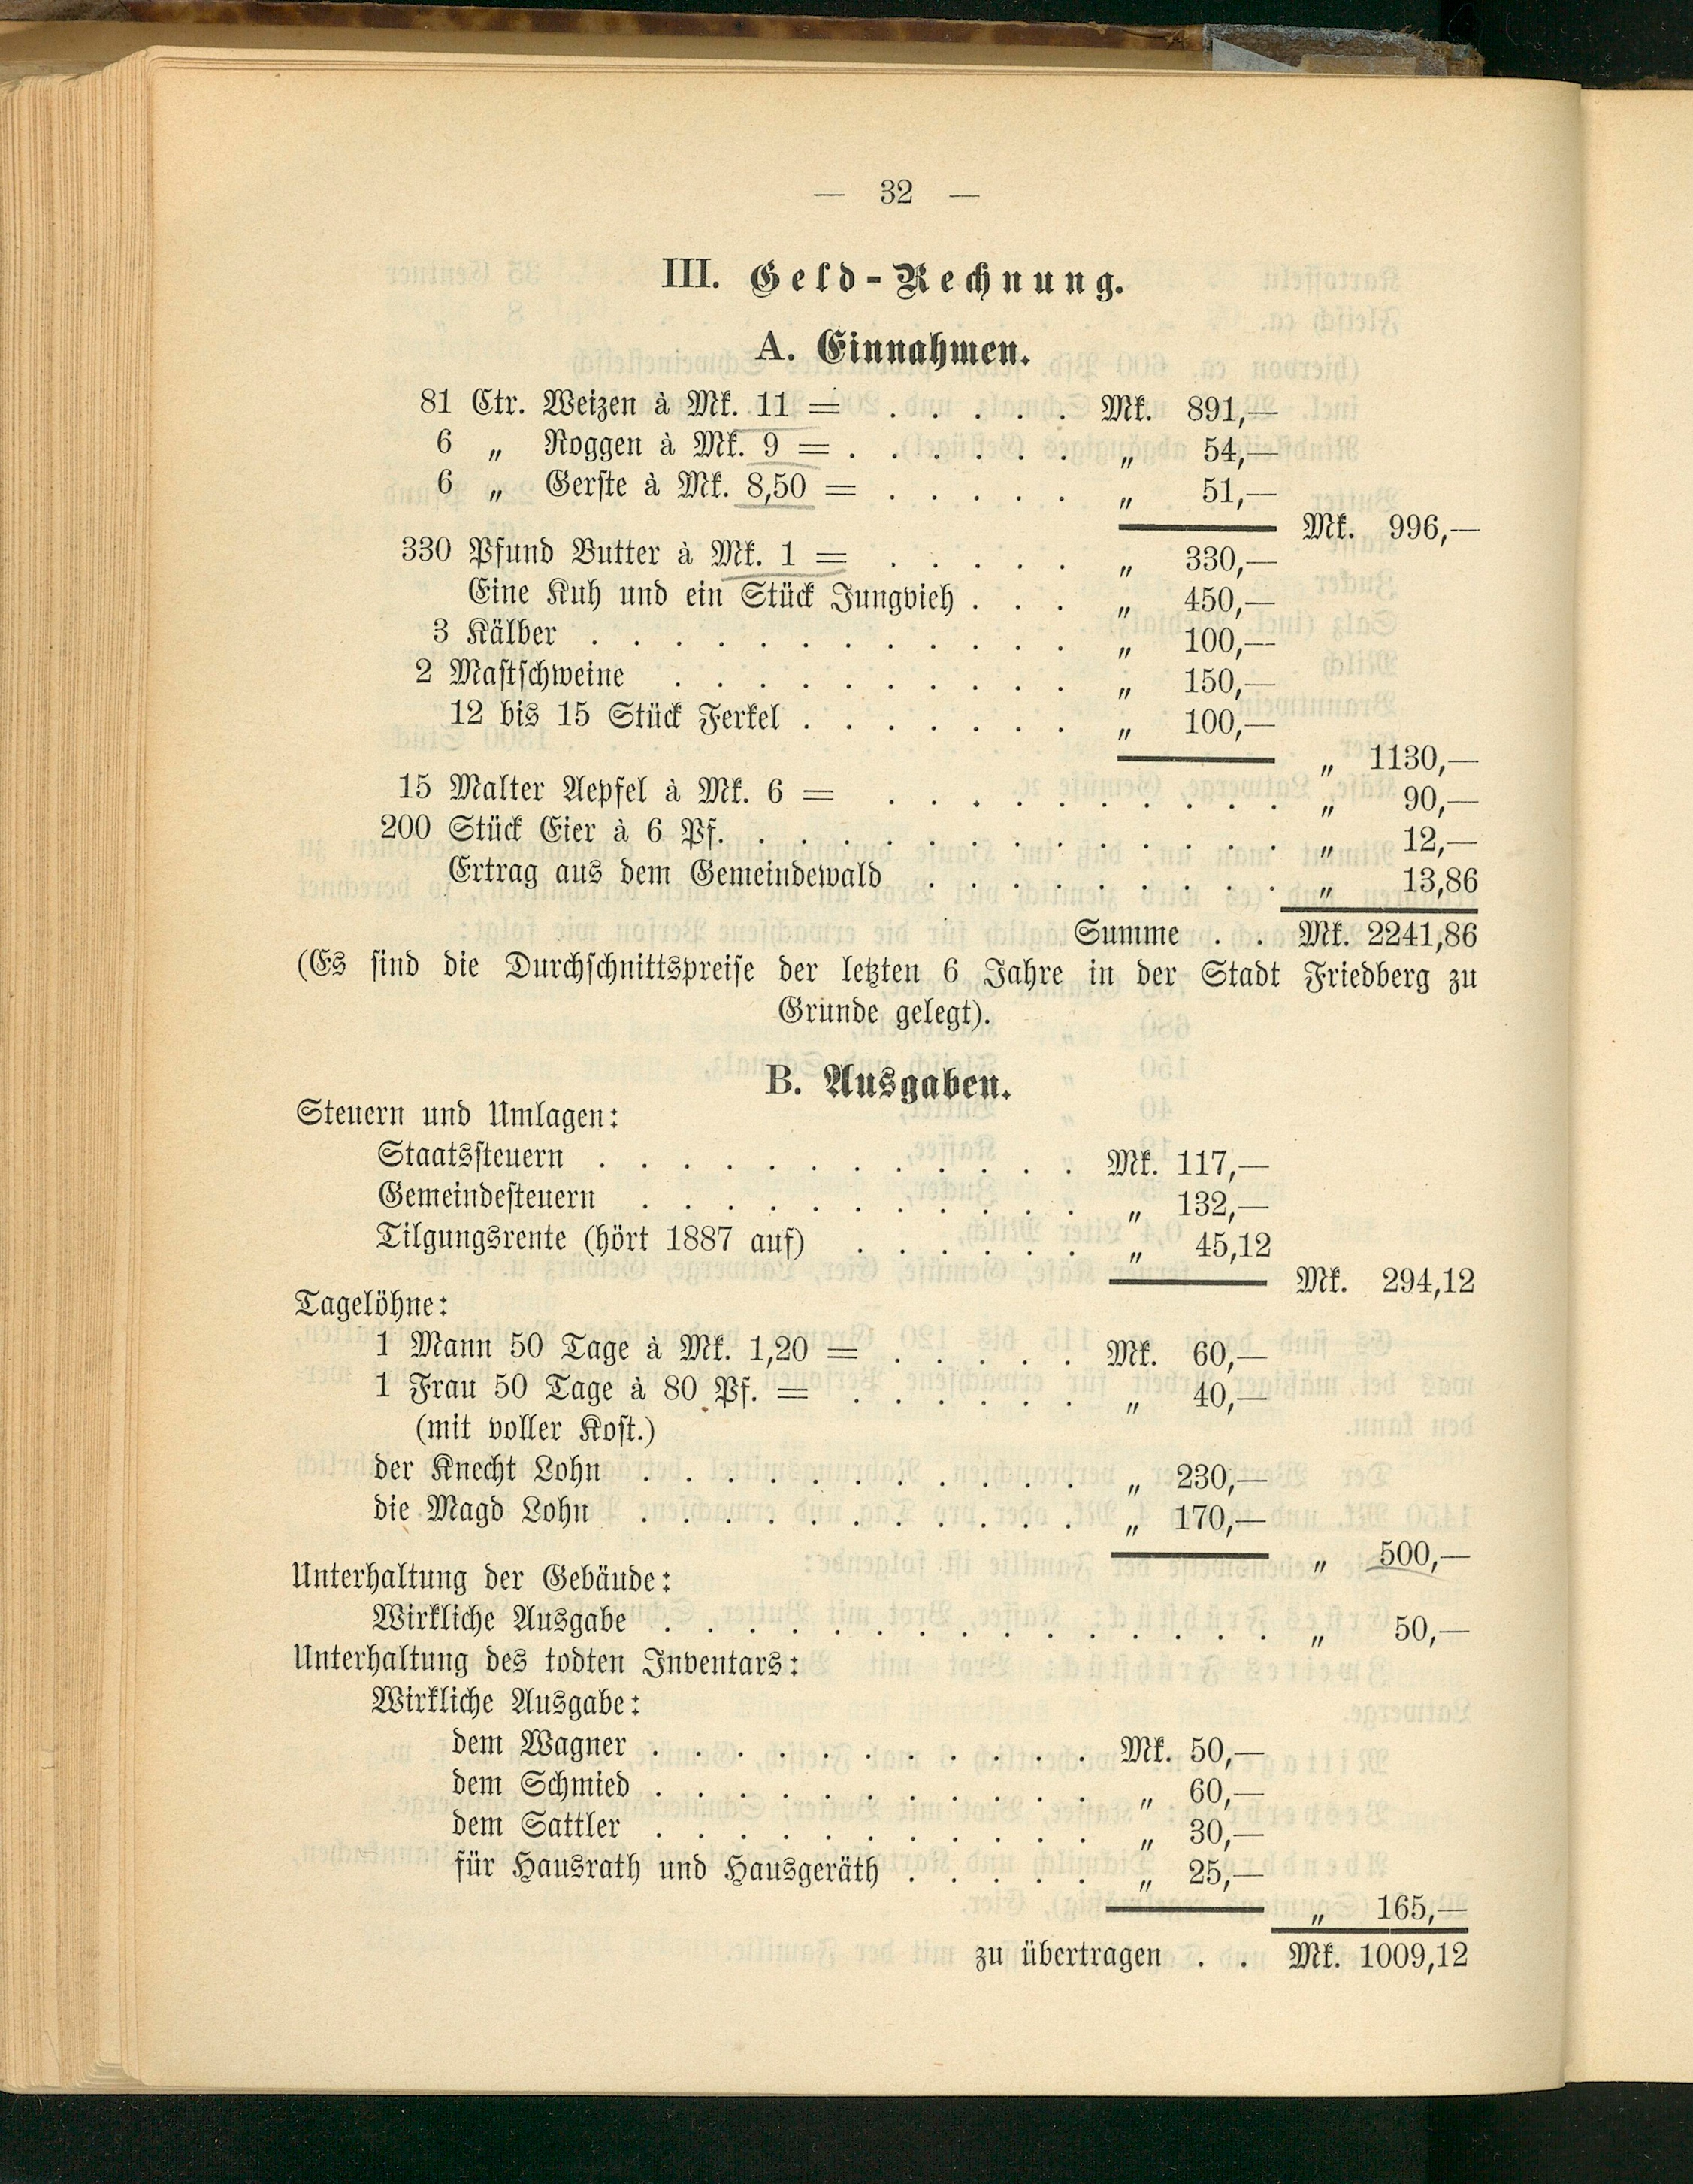 — 32 —
III. Geld-Rechnung.
A. Einnahmen.
81 Ctr. Weizen à Mk. 11 = . . . . . Mk. 891,—
6 „ Roggen à Mk. 9 = . . . . . . „ 54,—
6 „ Gerste à Mk. 8,50 = . . . . . „ 51,—
Mk. 996,—
330 Pfund Butter à Mk. 1 = . . . . . „ 330,—
Eine Kuh und ein Stück Jungvieh . . . „ 450,—
3 Kälber . . . . . . . . . . . . „ 100,—
2 Mastschweine . . . . . . . . . . „ 150,—
12 bis 15 Stück Ferkel . . . . . . . „ 100,—
„ 1130,—
15 Malter Aepfel à Mk. 6 = . . . . . . . . . . „ 90,—
200 Stück Eier à 6 Pf. . . . . . . . . . . . . . „ 12,—
Ertrag aus dem Gemeindewald . . . . . . . . . „ 13,86
Summe . . Mk. 2241,86
(Es sind die Durchschnittspreise der letzten 6 Jahre in der Stadt Friedberg zu
Grunde gelegt).
B. Ausgaben.
Steuern und Umlagen:
Staatssteuern . . . . . . . . . . . . Mk. 117,—
Gemeindesteuern . . . . . . . . . . . „ 132,—
Tilgungsrente (hört 1887 auf) . . . . . . „ 45,12
Mk. 294,12
Tagelöhne:
1 Mann 50 Tage à Mk. 1,20 = . . . . . Mk. 60,—
1 Frau 50 Tage à 80 Pf. = . . . . . . „ 40,—
(mit voller Kost.)
der Knecht Lohn . . . . . . . . . . . „ 230,—
die Magd Lohn . . . . . . . . . . . „ 170,—
„ 500,—
Unterhaltung der Gebäude:
Wirkliche Ausgabe . . . . . . . . . . . . . . . „ 50,—
Unterhaltung des todten Inventars:
Wirkliche Ausgabe:
dem Wagner . . . . . . . . . . . Mk. 50,—
dem Schmied . . . . . . . . . . . „ 60,—
dem Sattler . . . . . . . . . . . „ 30,—
für Hausrath und Hausgeräth . . . . . „ 25,—
„ 165,—
zu übertragen . . Mk. 1009,12